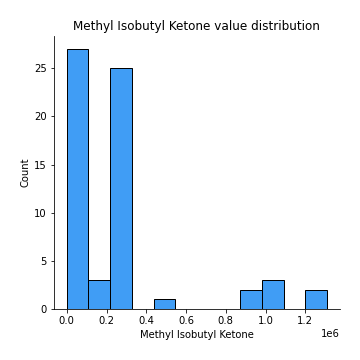 Methyl Isobutyl Ketone value distribution
25
20
15
10
5
0
Count
0.0 0.2 0.4 0.6 0.8 1.0 1.2
1e6
Methyl Isobutyl Ketone